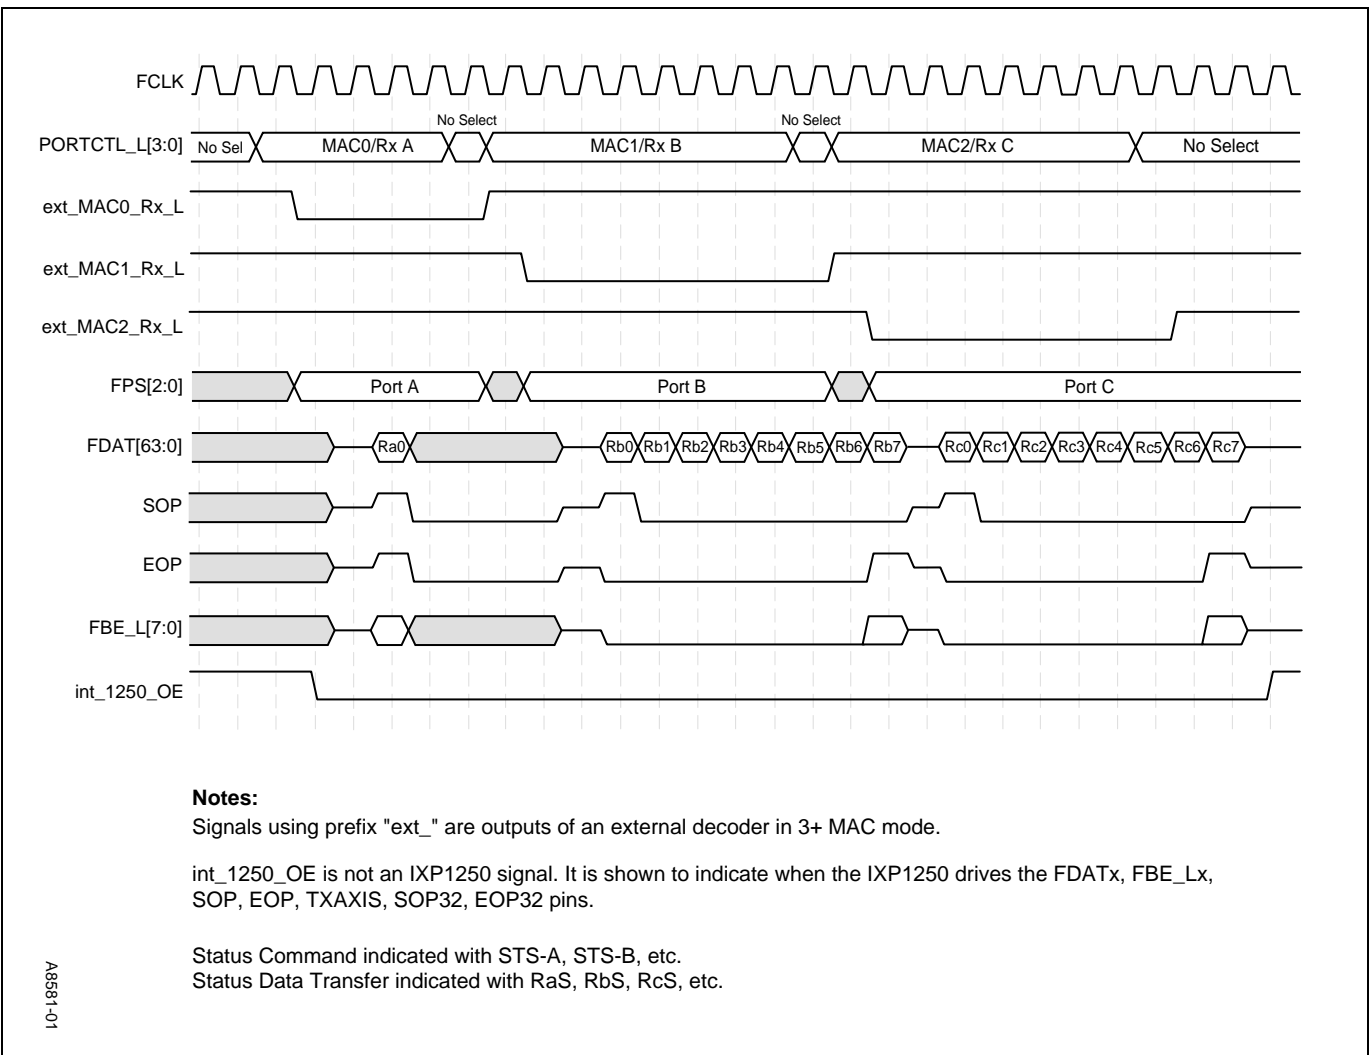 FCLK
No Select No Select
PORTCTL_L[3:0] No Sel MAC0/Rx A MAC1/Rx B MAC2/Rx C No Select
ext_MAC0_Rx_L
ext_MAC1_Rx_L
ext_MAC2_Rx_L
FPS[2:0] Port A Port B Port C
FDAT[63:0] Ra0 Rb0 Rb1 Rb2 Rb3 Rb4 Rb5 Rb6 Rb7 Rc0 Rc1 Rc2 Rc3 Rc4 Rc5 Rc6 Rc7
SOP
EOP
FBE_L[7:0]
int_1250_OE
Notes:
Signals using prefix "ext_" are outputs of an external decoder in 3+ MAC mode.
int_1250_OE is not an IXP1250 signal. It is shown to indicate when the IXP1250 drives the FDATx, FBE_Lx,
SOP, EOP, TXAXIS, SOP32, EOP32 pins.
Status Command indicated with STS-A, STS-B, etc.
Status Data Transfer indicated with RaS, RbS, RcS, etc.
A8581-01